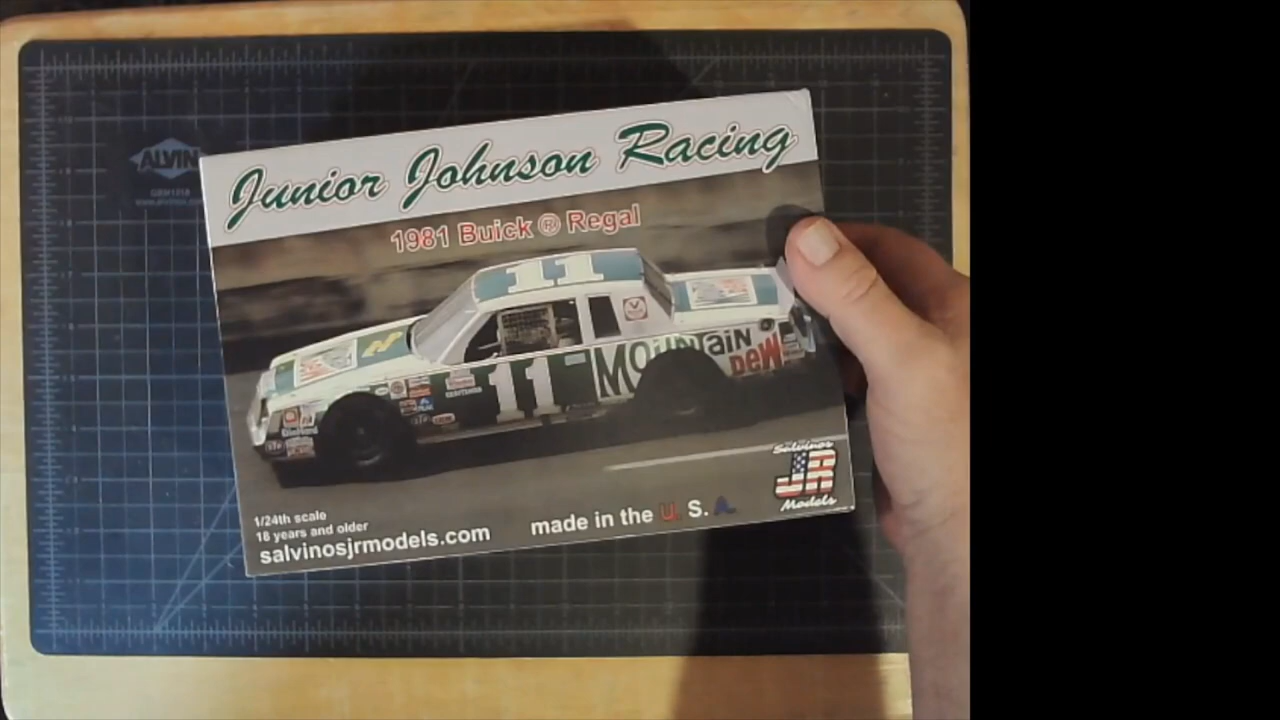 ALVIN
Junior Johnson Racing
1981 Buick ® Regal
11
11
MOUNTAIN
DEW
1/24th scale
18 years and older
salvinosjrmodels.com
made in the U. S. A.
Salvinos
JR
Models